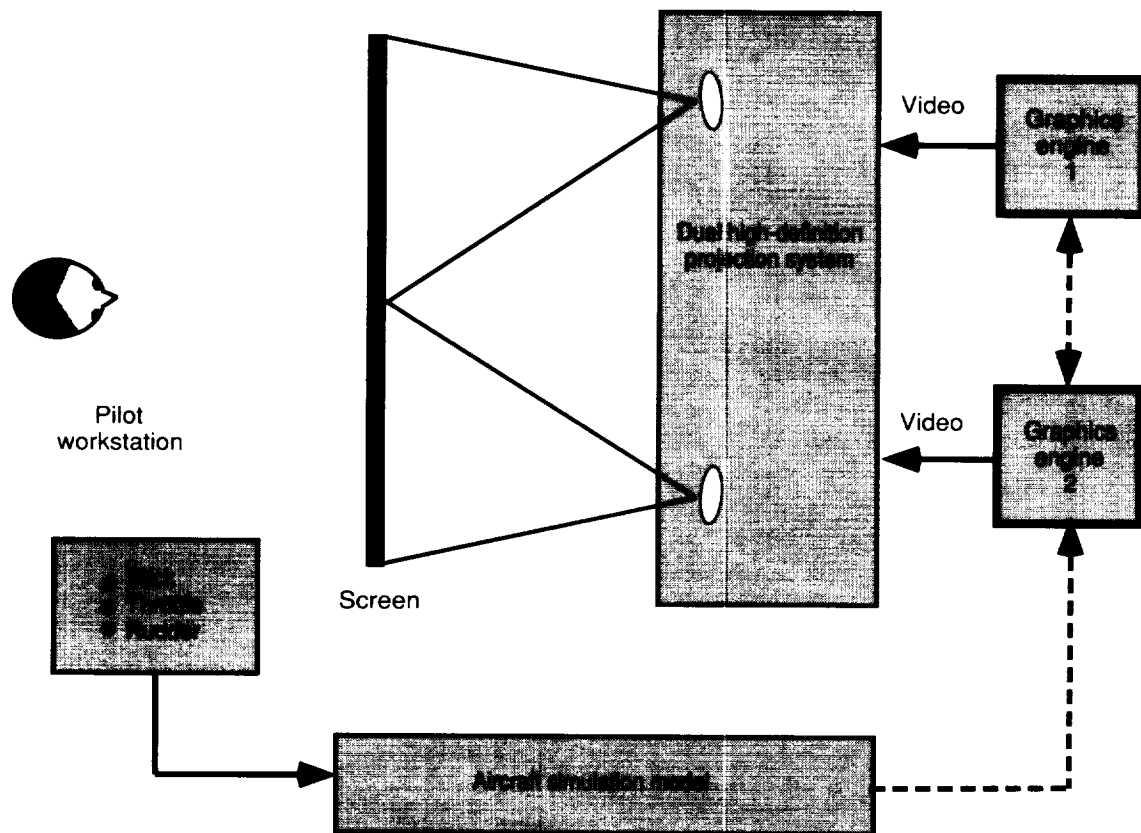 Video
Graphics
engine
1
Dual high-definition
projection system
Pilot
workstation
Video
Graphics
engine
2
Stick
Throttle
Rudder
Screen
Aircraft simulation model